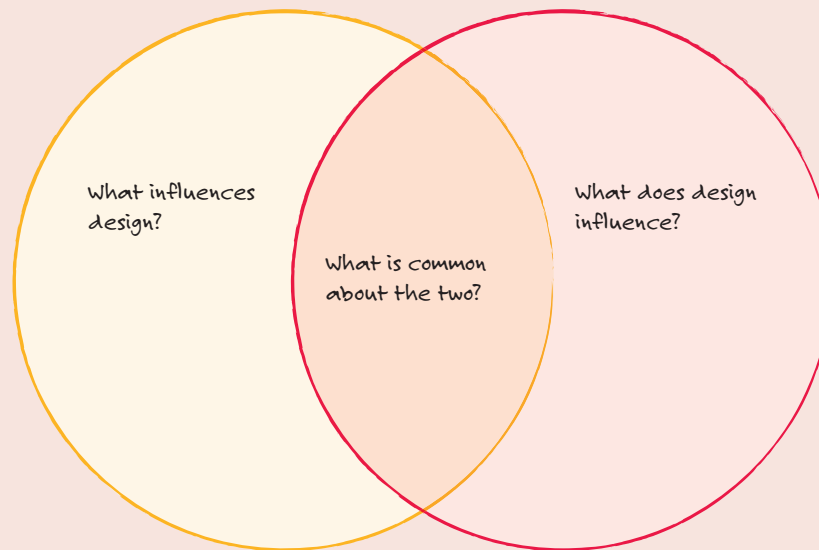 What influences
design?
What is common
about the two?
What does design
influence?